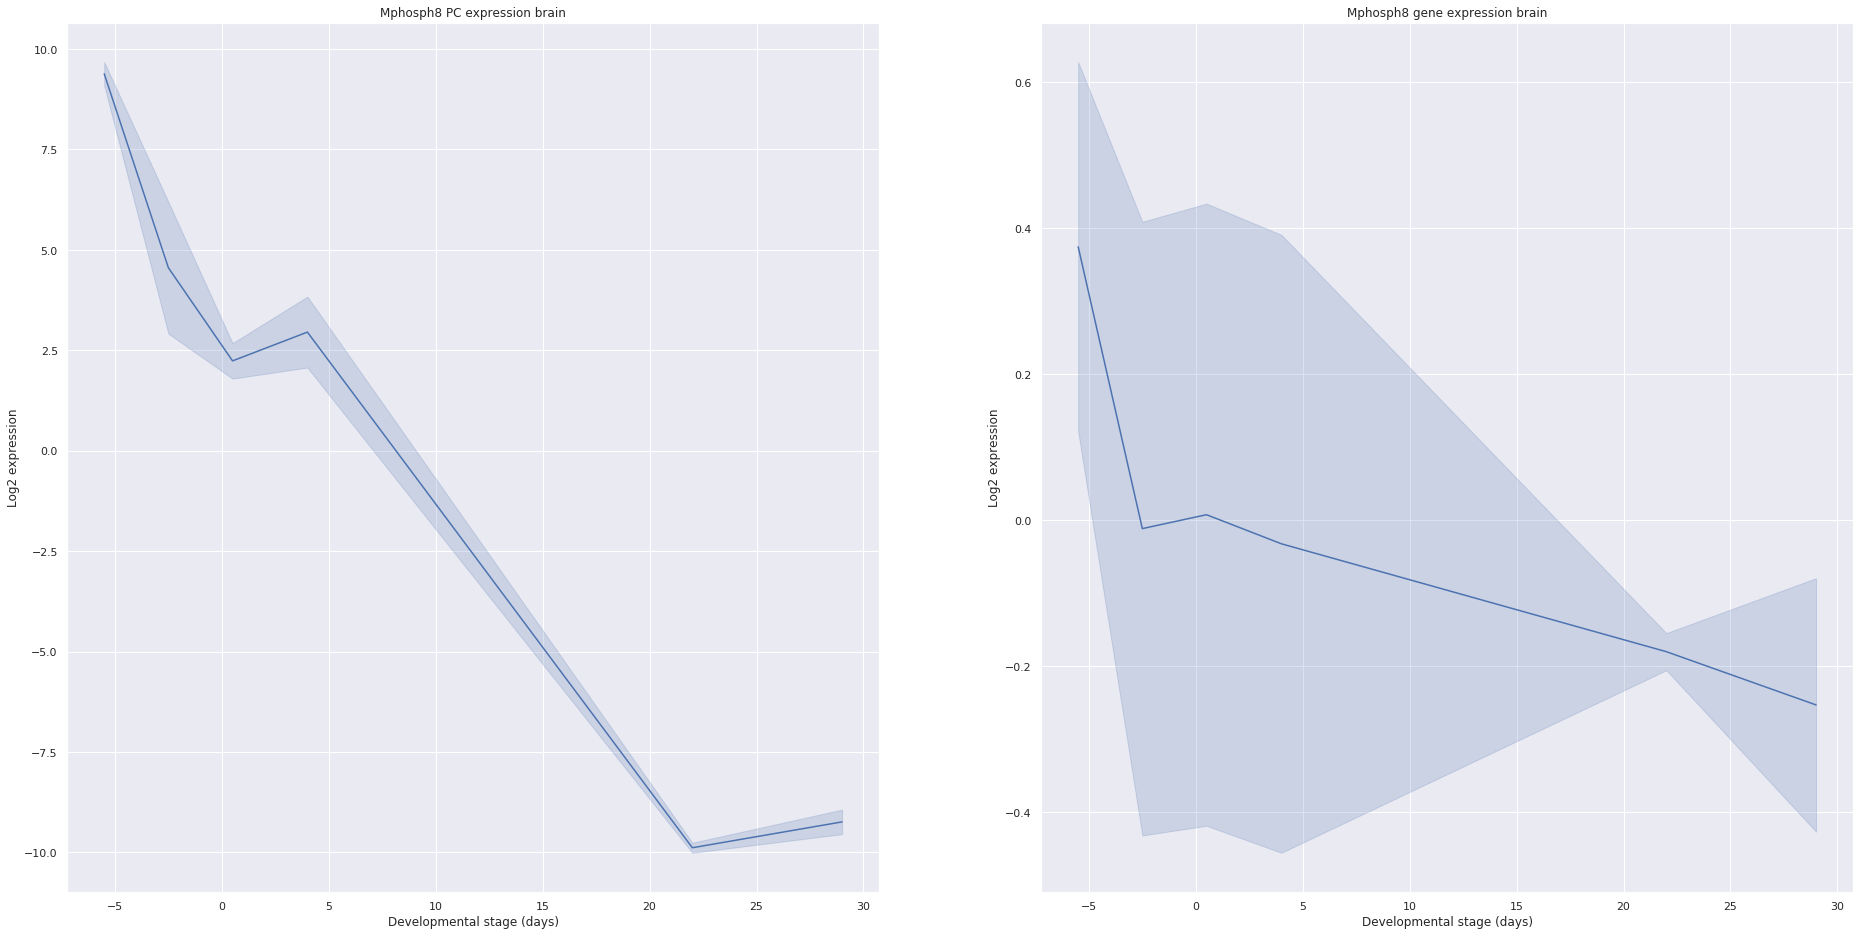 Mphosph8 PC expression brain
10.0
7.5
5.0
2.5
0.0
−2.5
−5.0
−7.5
−10.0
Log2 expression
−5 0 5 10 15 20 25 30
Developmental stage (days)
Mphosph8 gene expression brain
0.6
0.4
0.2
0.0
−0.2
−0.4
Log2 expression
−5 0 5 10 15 20 25 30
Developmental stage (days)